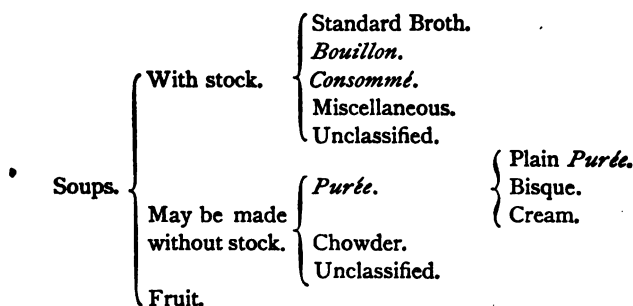 Standard Broth.
Bouillon.
With stock. Consommé.
Miscellaneous.
Unclassified.
Plain Purée.
Soups. Purée. Bisque.
May be made Cream.
without stock. Chowder.
Unclassified.
Fruit.